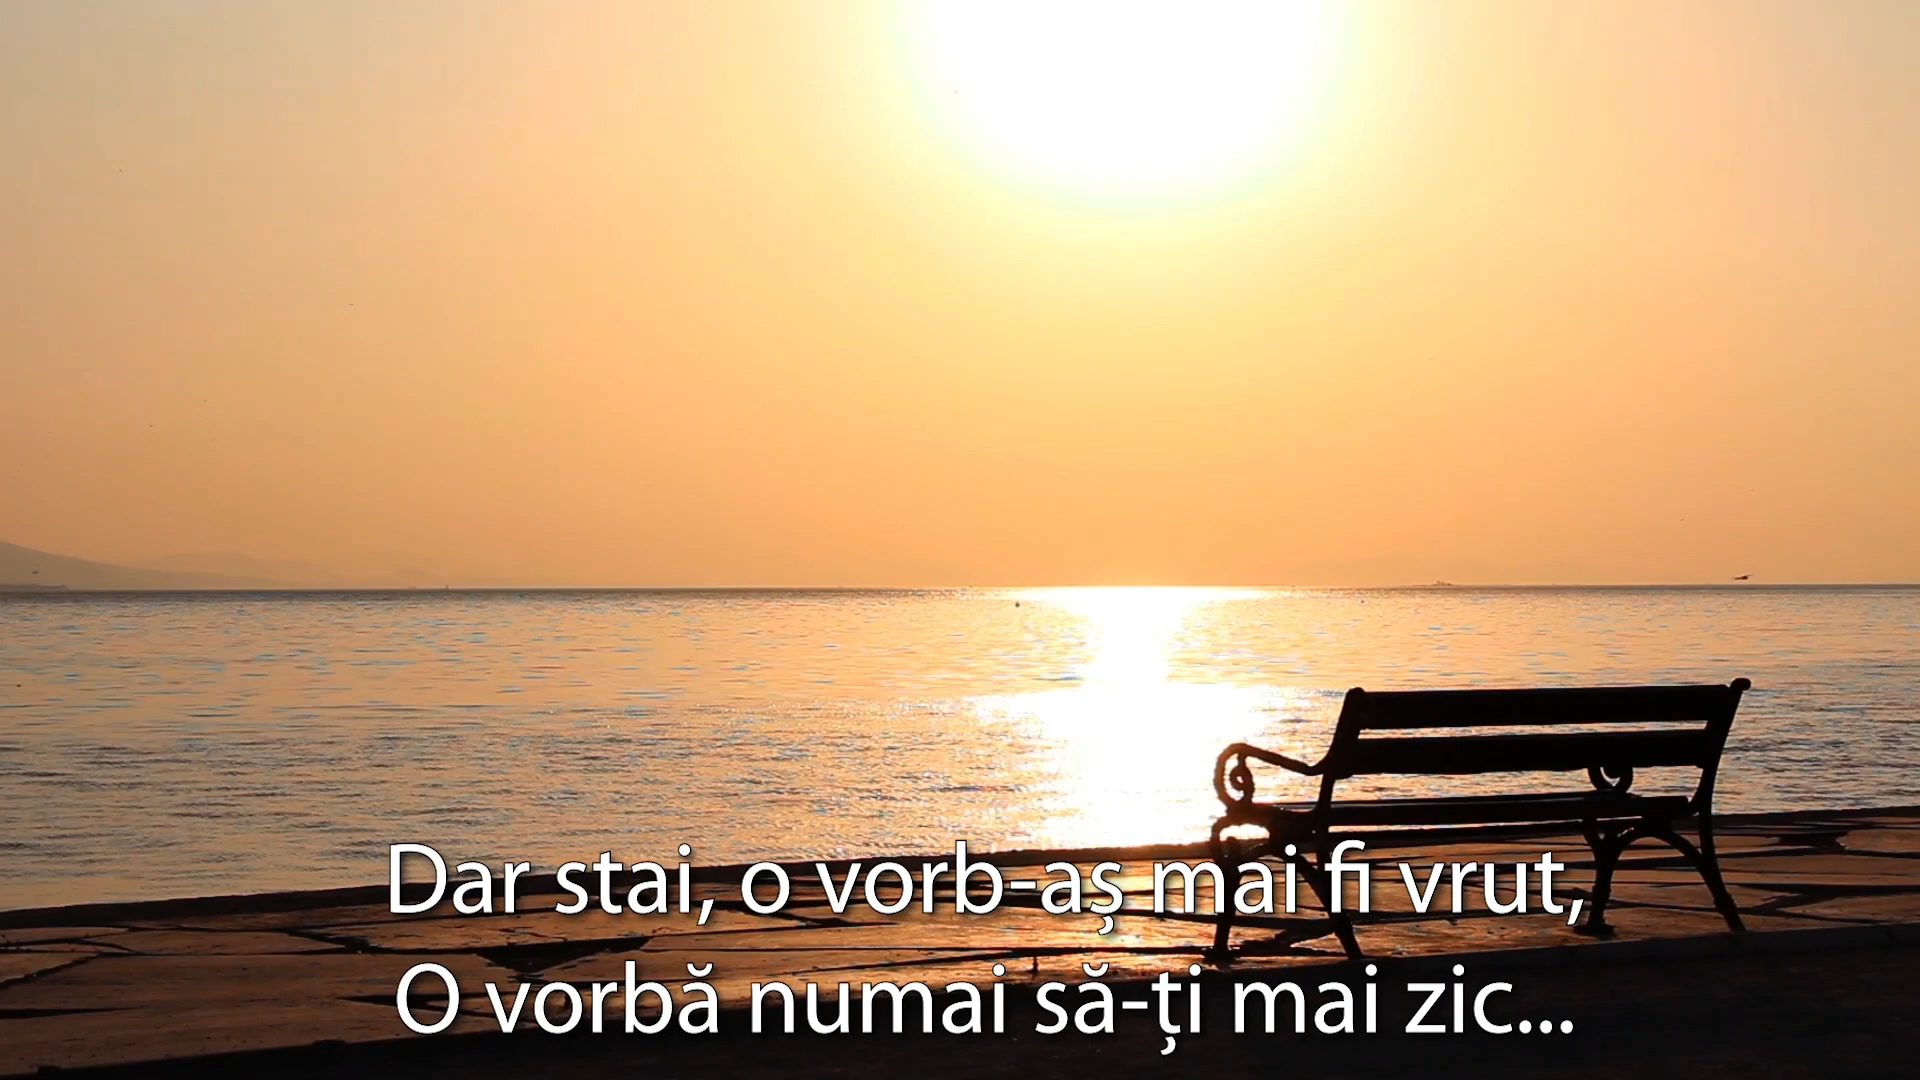 Dar stai, o vorb-aș mai fi vrut,
O vorbă numai să-ți mai zic...